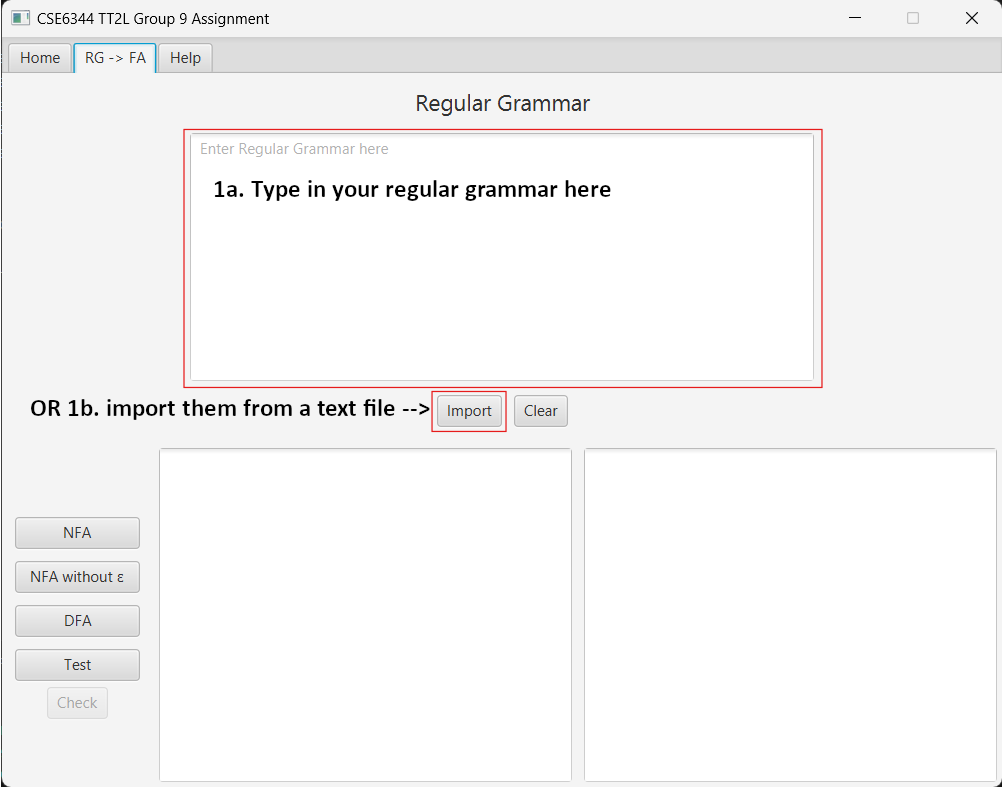 CSE6344 TT2L Group 9 Assignment
Home RG -> FA Help
Regular Grammar
Enter Regular Grammar here
1a. Type in your regular grammar here
OR 1b. import them from a text file --> Import Clear
NFA
NFA without ε
DFA
Test
Check